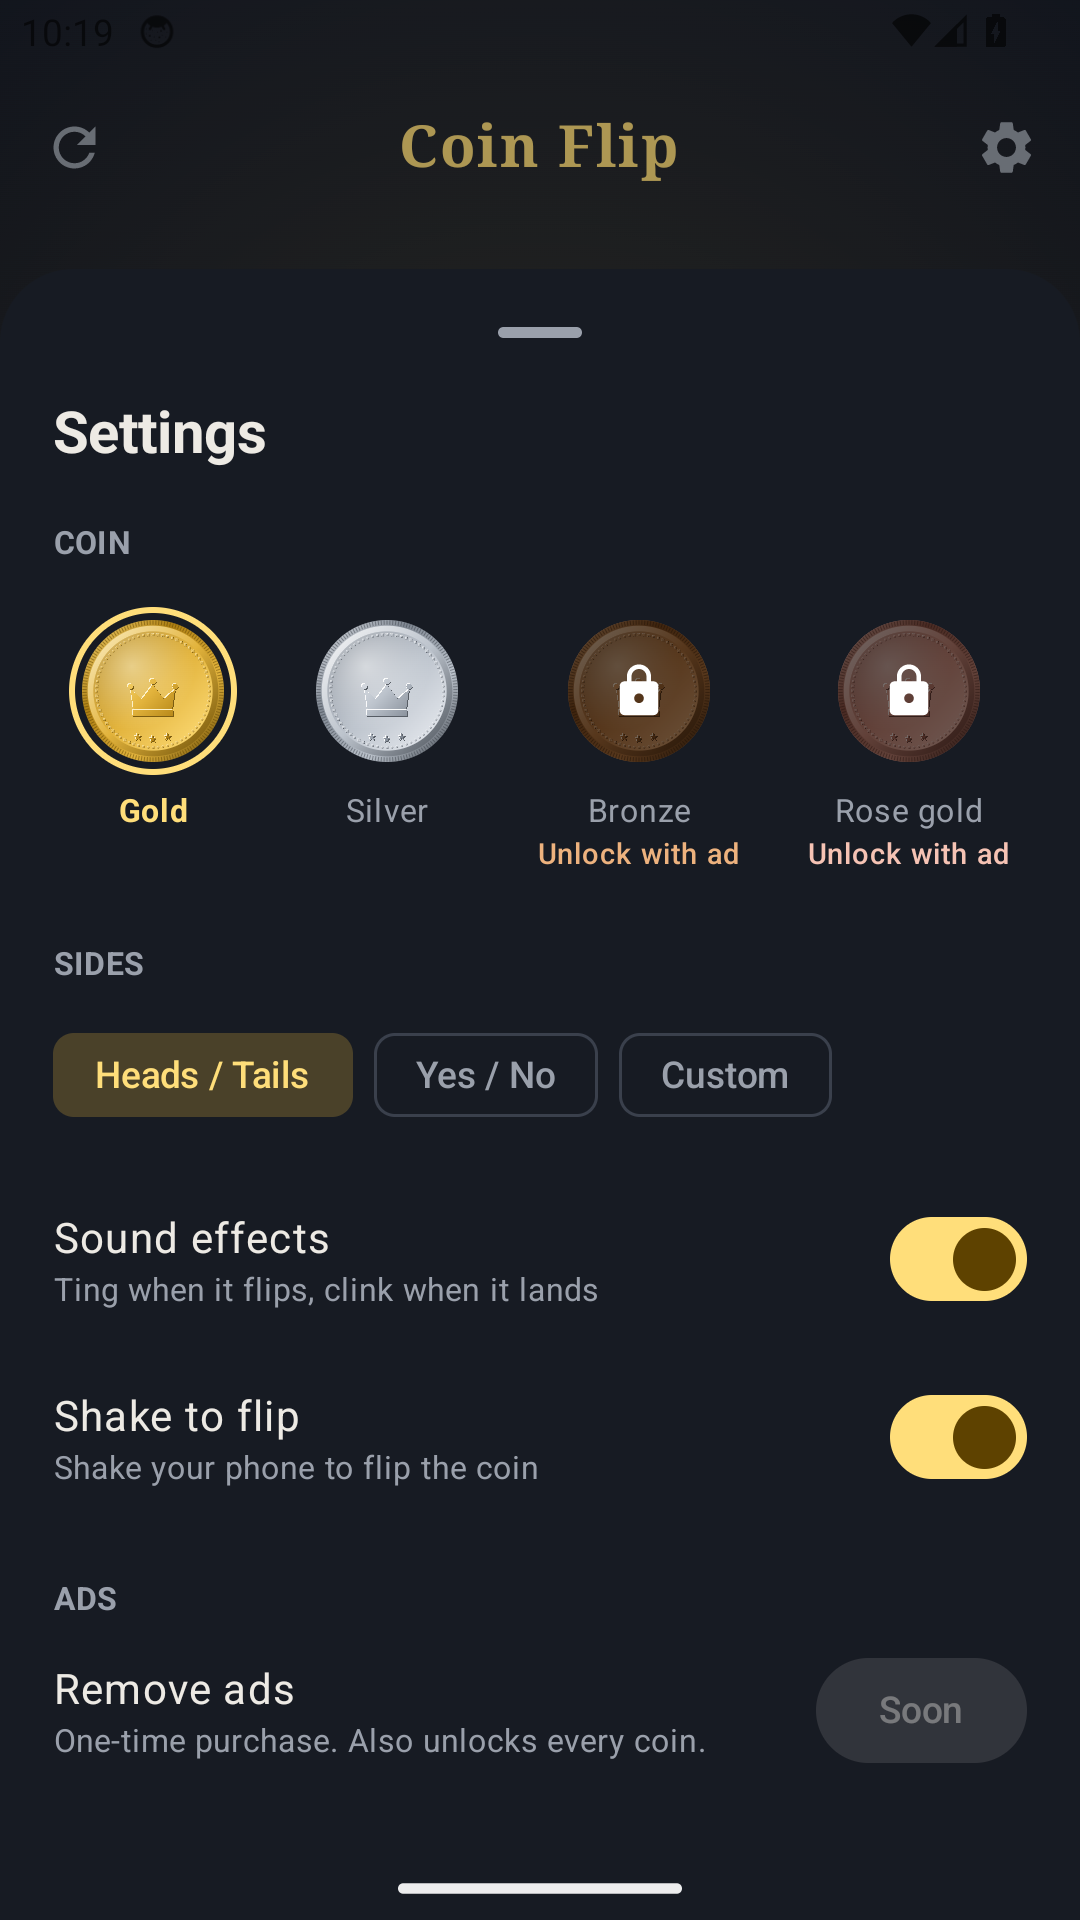 10:19
Coin Flip
Settings
COIN
Gold
Silver
Bronze
Rose gold
Unlock with ad
Unlock with ad
SIDES
Heads / Tails
Yes / No
Custom
Sound effects
Ting when it flips, clink when it lands
Shake to flip
Shake your phone to flip the coin
ADS
Remove ads
One-time purchase. Also unlocks every coin.
Soon